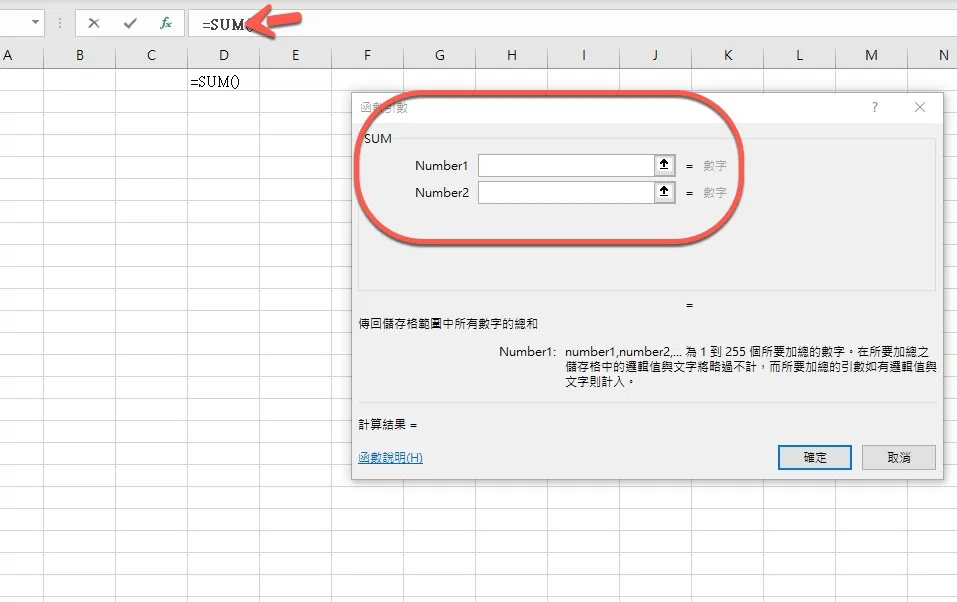 fx =SUM()
A B C D E F G H I J K L M N
=SUM()
函數引數 ?
SUM
Number1 = 數字
Number2 = 數字
=
傳回儲存格範圍中所有數字的總和
Number1: number1,number2,... 為 1 到 255 個所要加總的數字。在所要加總之
儲存格中的邏輯值與文字將略過不計，而所要加總的引數如有邏輯值與
文字則計入。
計算結果 =
函數說明(H) 確定 取消